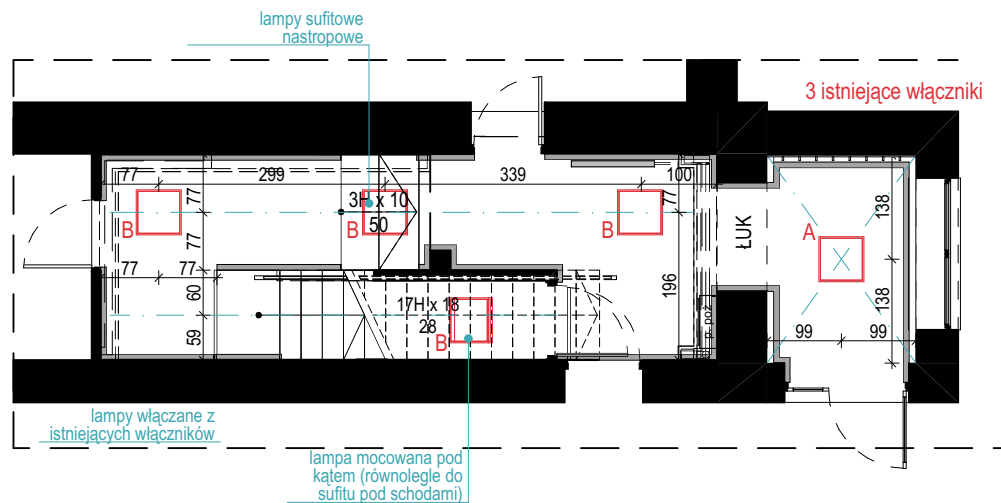 lampy sufitowe
nastropowe
3 istniejące włączniki
77
299
339
100
77
3H x 10
50
77
138
B
B
B
A
ŁUK
77
77
77
60
59
17H x 18
28
B
196
p. poż
138
99
99
lampy włączane z
istniejących włączników
lampa mocowana pod
kątem (równolegle do
sufitu pod schodami)